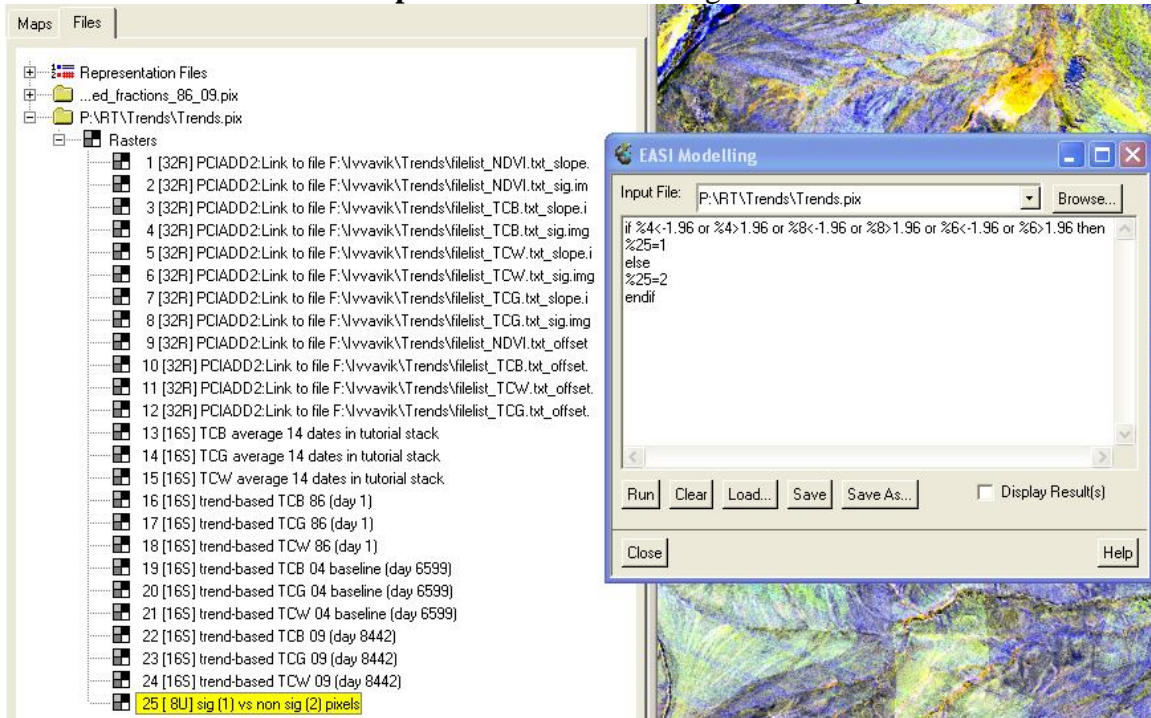 Maps Files
Representation Files
...ed_fractions_86_09.pix
P:\RT\Trends\Trends.pix
Rasters
1 [32R] PCIADD2:Link to file F:\Ivvavik\Trends\filelist_NDVI.txt_slope.
2 [32R] PCIADD2:Link to file F:\Ivvavik\Trends\filelist_NDVI.txt_sig.im
3 [32R] PCIADD2:Link to file F:\Ivvavik\Trends\filelist_TCB.txt_slope.i
4 [32R] PCIADD2:Link to file F:\Ivvavik\Trends\filelist_TCB.txt_sig.img
5 [32R] PCIADD2:Link to file F:\Ivvavik\Trends\filelist_TCW.txt_slope.i
6 [32R] PCIADD2:Link to file F:\Ivvavik\Trends\filelist_TCW.txt_sig.img
7 [32R] PCIADD2:Link to file F:\Ivvavik\Trends\filelist_TCG.txt_slope.i
8 [32R] PCIADD2:Link to file F:\Ivvavik\Trends\filelist_TCG.txt_sig.img
9 [32R] PCIADD2:Link to file F:\Ivvavik\Trends\filelist_NDVI.txt_offset
10 [32R] PCIADD2:Link to file F:\Ivvavik\Trends\filelist_TCB.txt_offset.
11 [32R] PCIADD2:Link to file F:\Ivvavik\Trends\filelist_TCW.txt_offset.
12 [32R] PCIADD2:Link to file F:\Ivvavik\Trends\filelist_TCG.txt_offset.
13 [16S] TCB average 14 dates in tutorial stack
14 [16S] TCG average 14 dates in tutorial stack
15 [16S] TCW average 14 dates in tutorial stack
16 [16S] trend-based TCB 86 (day 1)
17 [16S] trend-based TCG 86 (day 1)
18 [16S] trend-based TCW 86 (day 1)
19 [16S] trend-based TCB 04 baseline (day 6599)
20 [16S] trend-based TCG 04 baseline (day 6599)
21 [16S] trend-based TCW 04 baseline (day 6599)
22 [16S] trend-based TCB 09 (day 8442)
23 [16S] trend-based TCG 09 (day 8442)
24 [16S] trend-based TCW 09 (day 8442)
25 [ 8U] sig (1) vs non sig (2) pixels
EASI Modelling
Input File: P:\RT\Trends\Trends.pix Browse...
if %4<-1.96 or %4>1.96 or %8<-1.96 or %8>1.96 or %6<-1.96 or %6>1.96 then
%25=1
else
%25=2
endif
Run Clear Load... Save Save As... Display Result(s)
Close Help